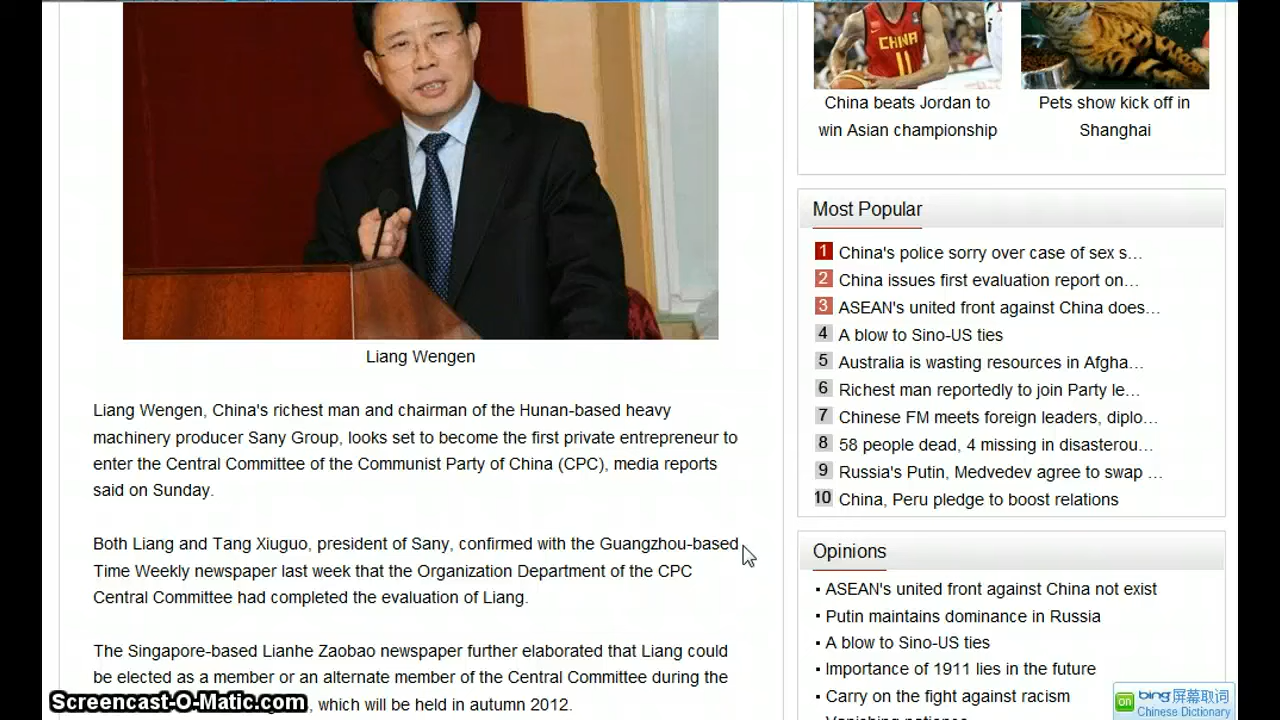 CHINA
11
China beats Jordan to
win Asian championship
Pets show kick off in
Shanghai
Liang Wengen
Liang Wengen, China's richest man and chairman of the Hunan-based heavy
machinery producer Sany Group, looks set to become the first private entrepreneur to
enter the Central Committee of the Communist Party of China (CPC), media reports
said on Sunday.
Both Liang and Tang Xiuguo, president of Sany, confirmed with the Guangzhou-based
Time Weekly newspaper last week that the Organization Department of the CPC
Central Committee had completed the evaluation of Liang.
The Singapore-based Lianhe Zaobao newspaper further elaborated that Liang could
be elected as a member or an alternate member of the Central Committee during the
, which will be held in autumn 2012.
Most Popular
1 China's police sorry over case of sex s...
2 China issues first evaluation report on...
3 ASEAN's united front against China does...
4 A blow to Sino-US ties
5 Australia is wasting resources in Afgha...
6 Richest man reportedly to join Party le...
7 Chinese FM meets foreign leaders, diplo...
8 58 people dead, 4 missing in disasterou...
9 Russia's Putin, Medvedev agree to swap ...
10 China, Peru pledge to boost relations
Opinions
▪ ASEAN's united front against China not exist
▪ Putin maintains dominance in Russia
▪ A blow to Sino-US ties
▪ Importance of 1911 lies in the future
▪ Carry on the fight against racism
Screencast-O-Matic.com
on bing屏幕取词
Chinese Dictionary